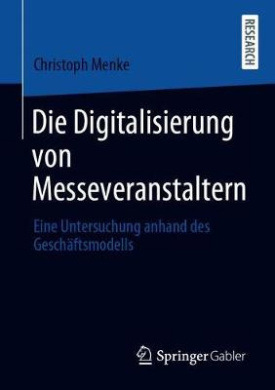 RESEARCH
Christoph Menke
Die Digitalisierung
von
Messeveranstaltern
Eine Untersuchung anhand des
Geschäftsmodells
Springer Gabler